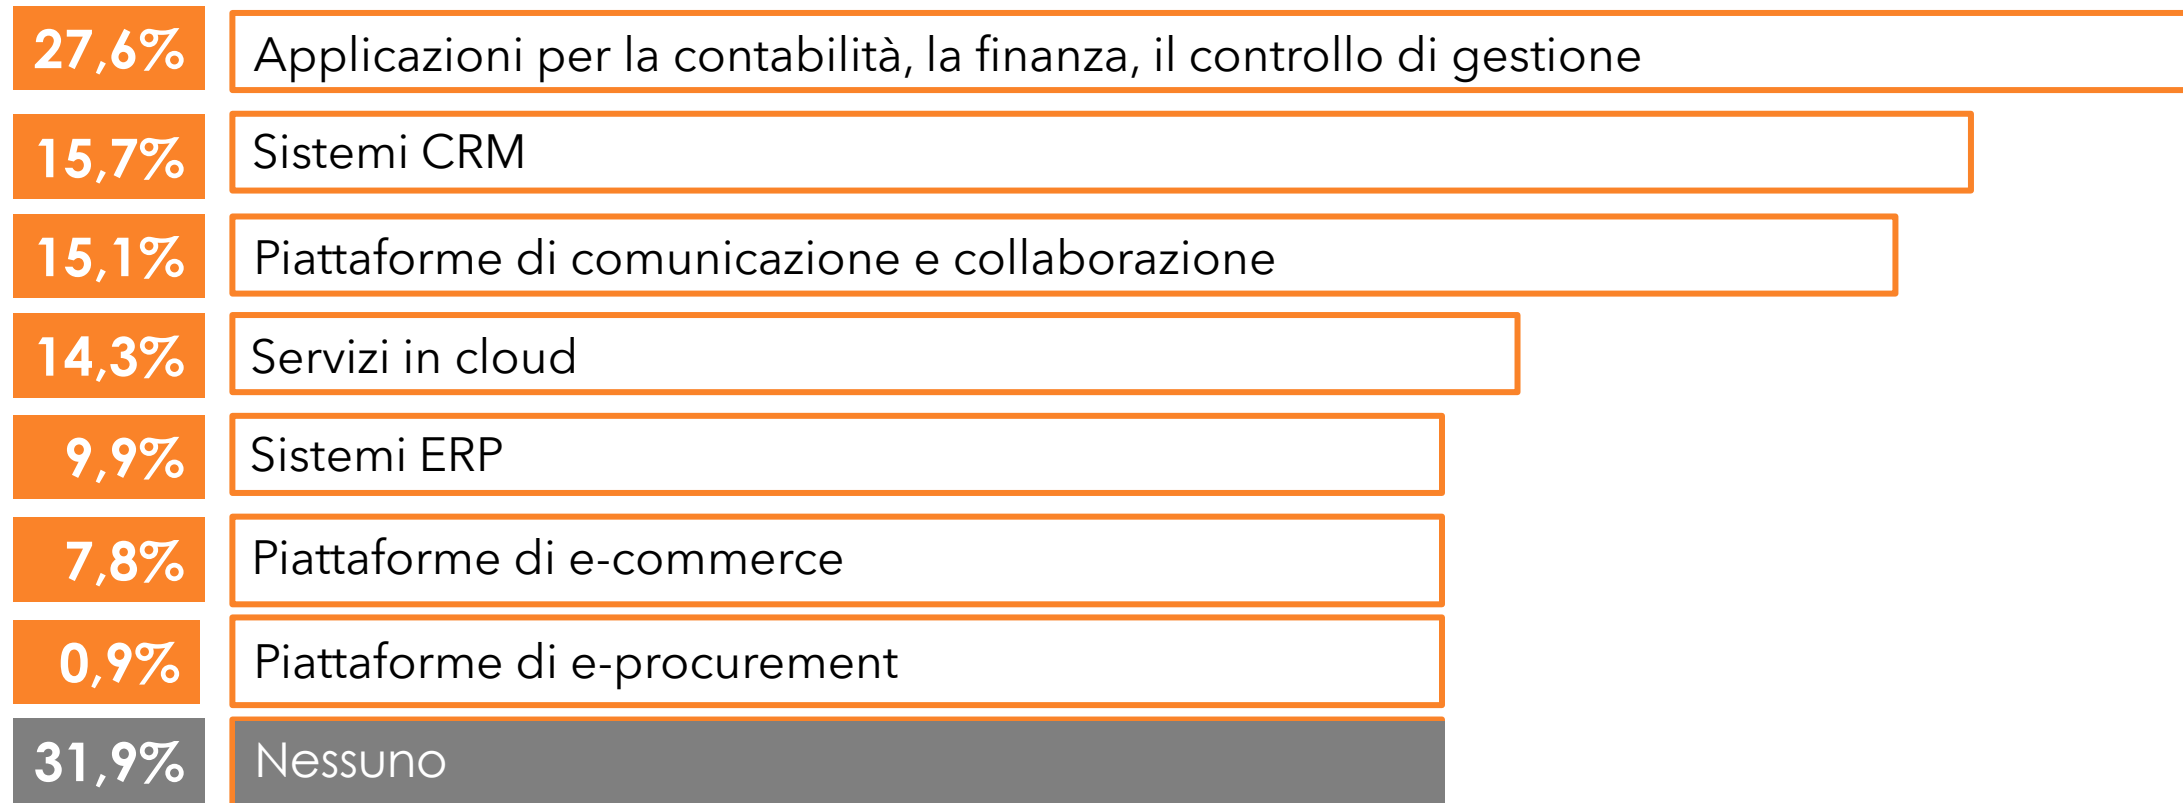 27,6% Applicazioni per la contabilità, la finanza, il controllo di gestione
15,7% Sistemi CRM
15,1% Piattaforme di comunicazione e collaborazione
14,3% Servizi in cloud
9,9% Sistemi ERP
7,8% Piattaforme di e-commerce
0,9% Piattaforme di e-procurement
31,9% Nessuno